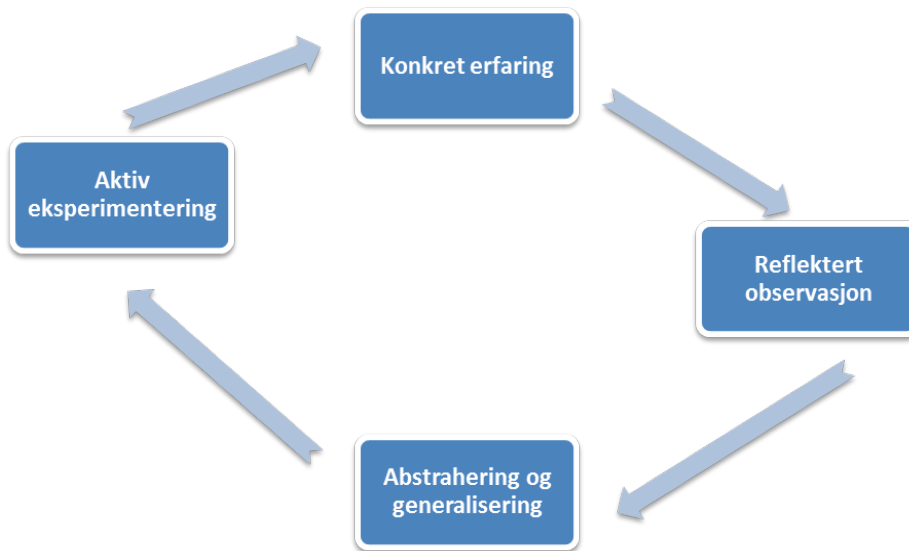 Konkret erfaring
Aktiv
eksperimentering
Reflektert
observasjon
Abstrahering og
generalisering